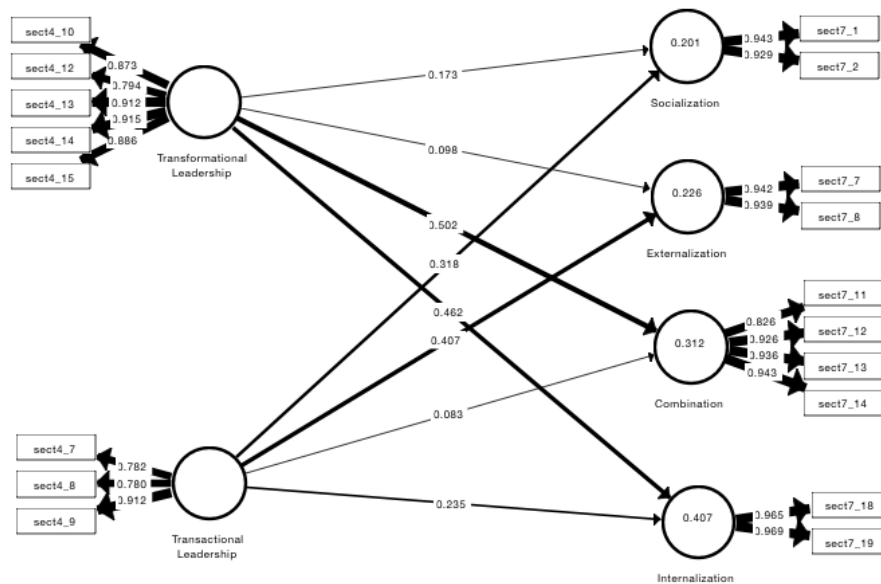 sect4_10
sect4_12
sect4_13
sect4_14
sect4_15
0.873
0.794
0.912
0.915
0.886
Transformational
Leadership
sect4_7
sect4_8
sect4_9
0.782
0.780
0.912
Transactional
Leadership
0.173
0.098
0.502
0.318
0.462
0.407
0.083
0.235
0.201
Socialization
0.943
0.929
sect7_1
sect7_2
0.226
Externalization
0.942
0.939
sect7_7
sect7_8
0.312
Combination
0.826
0.926
0.936
0.943
sect7_11
sect7_12
sect7_13
sect7_14
0.407
Internalization
0.965
0.969
sect7_18
sect7_19